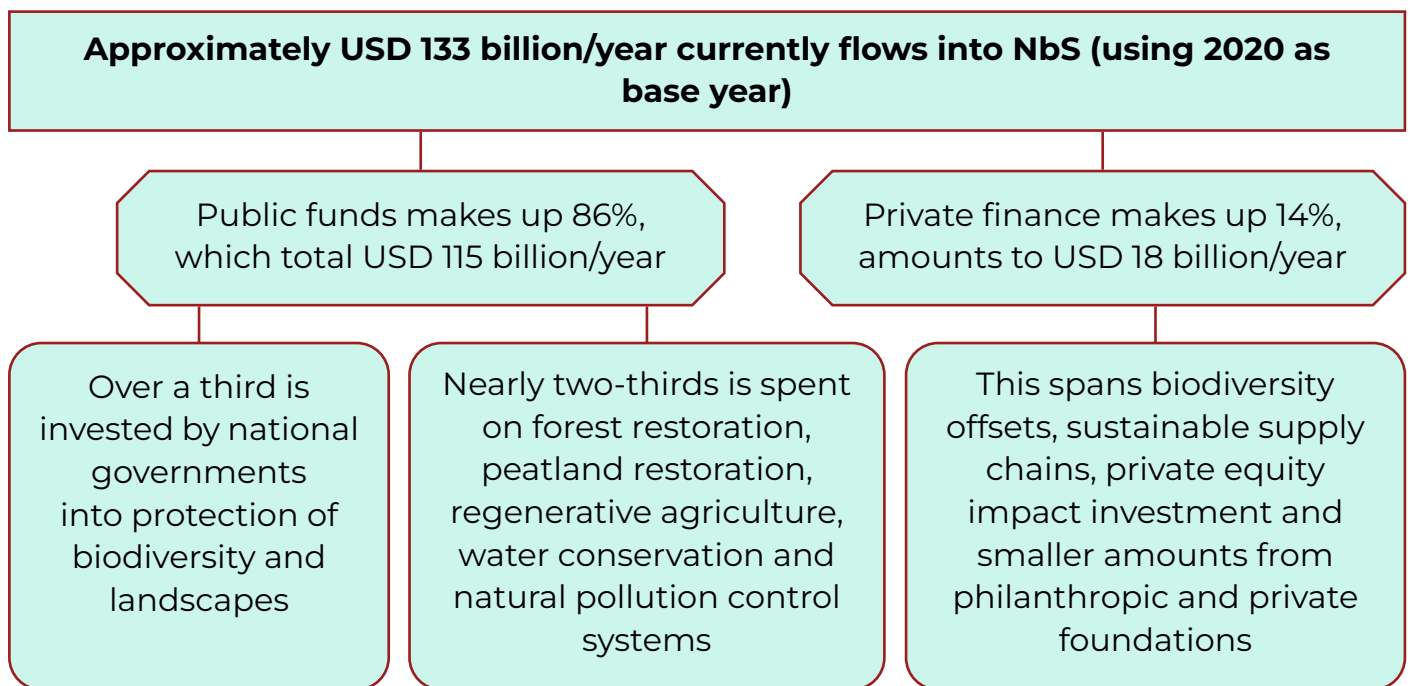 Approximately USD 133 billion/year currently flows into NbS (using 2020 as
base year)
Public funds makes up 86%,
which total USD 115 billion/year
Private finance makes up 14%,
amounts to USD 18 billion/year
Over a third is
invested by national
governments
into protection of
biodiversity and
landscapes
Nearly two-thirds is spent
on forest restoration,
peatland restoration,
regenerative agriculture,
water conservation and
natural pollution control
systems
This spans biodiversity
offsets, sustainable supply
chains, private equity
impact investment and
smaller amounts from
philanthropic and private
foundations